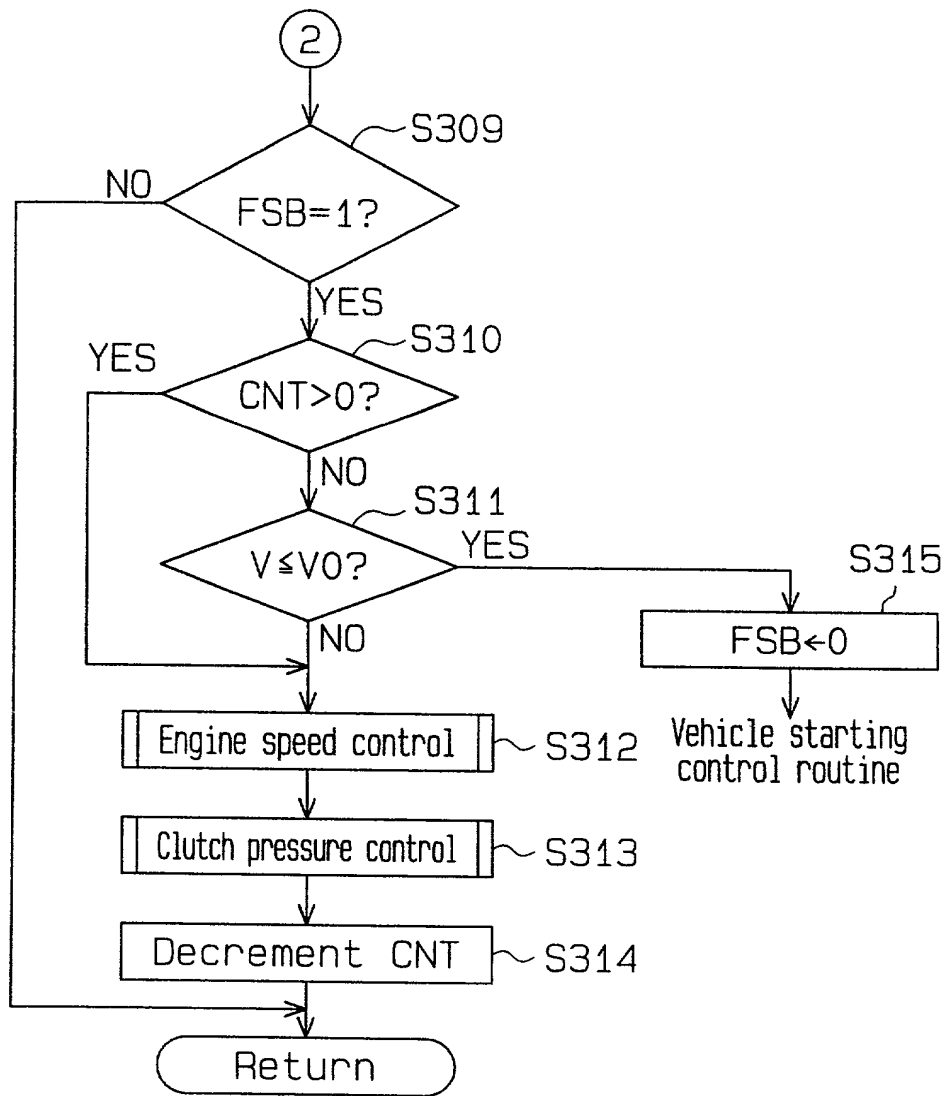 2
S309
NO
FSB=1?
YES
S310
YES
CNT>0?
NO
S311
YES
V≦V0?
S315
NO
FSB←0
Engine speed control
S312
Vehicle starting
control routine
Clutch pressure control
S313
Decrement CNT
S314
Return